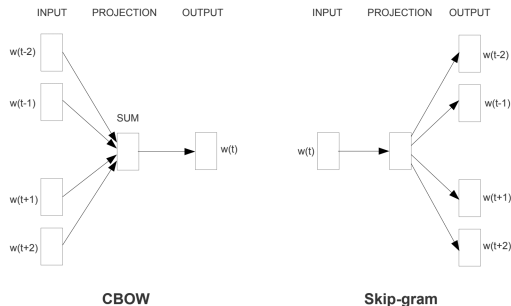 INPUT PROJECTION OUTPUT
w(t-2)
w(t-1)
SUM
w(t)
w(t+1)
w(t+2)
CBOW
INPUT PROJECTION OUTPUT
w(t-2)
w(t-1)
w(t)
w(t+1)
w(t+2)
Skip-gram